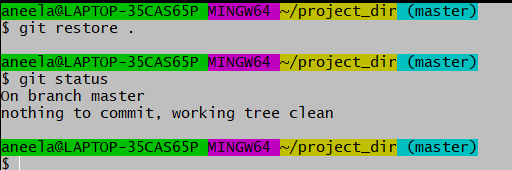 aneela@LAPTOP-35CAS65P MINGW64 ~/project_dir (master)
$ git restore .
aneela@LAPTOP-35CAS65P MINGW64 ~/project_dir (master)
$ git status
On branch master
nothing to commit, working tree clean
aneela@LAPTOP-35CAS65P MINGW64 ~/project_dir (master)
$